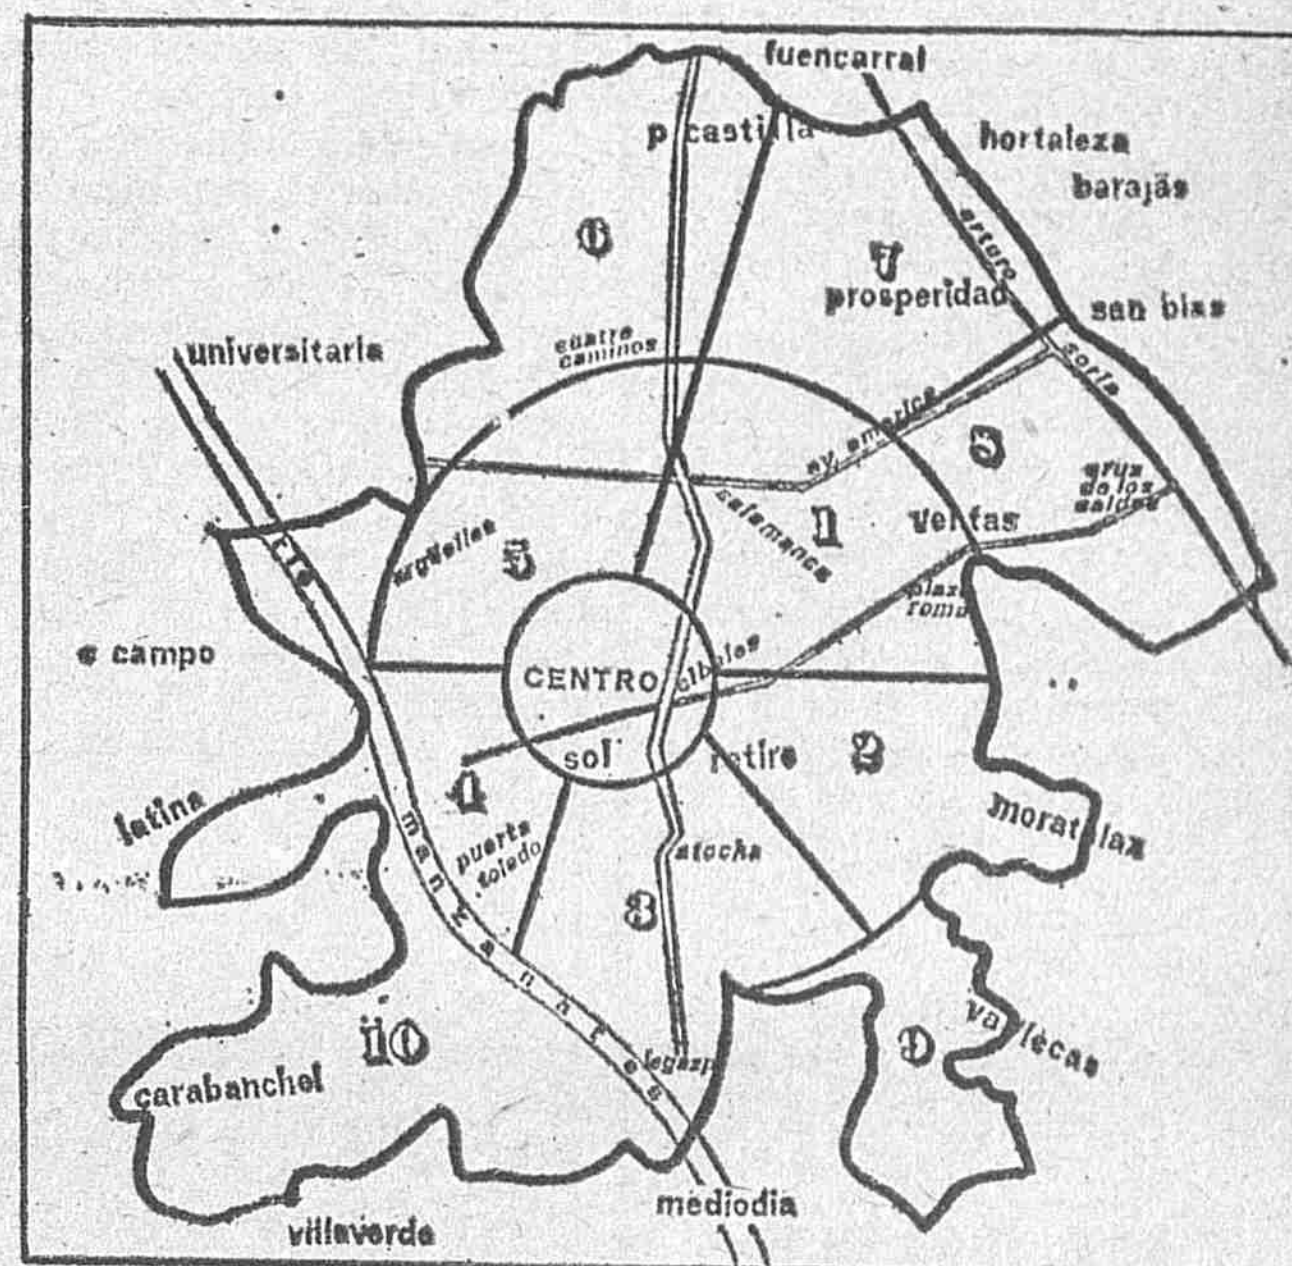 fuencarral
p castilla
hortaleza
barajas
6
arturo
7
prosperidad
san blas
cuatro
caminos
universitaria
soria
av. america
cruz
de los
caidos
salamanca
1
Ventas
arguelles
5
rio
plaza
roma
e campo
CENTRO
cibeles
sol
retiro
2
4
latina
moratalaz
puerta
toledo
atocha
manzanares
3
vallecas
9
10
legazpi
carabanchel
mediodia
villaverde